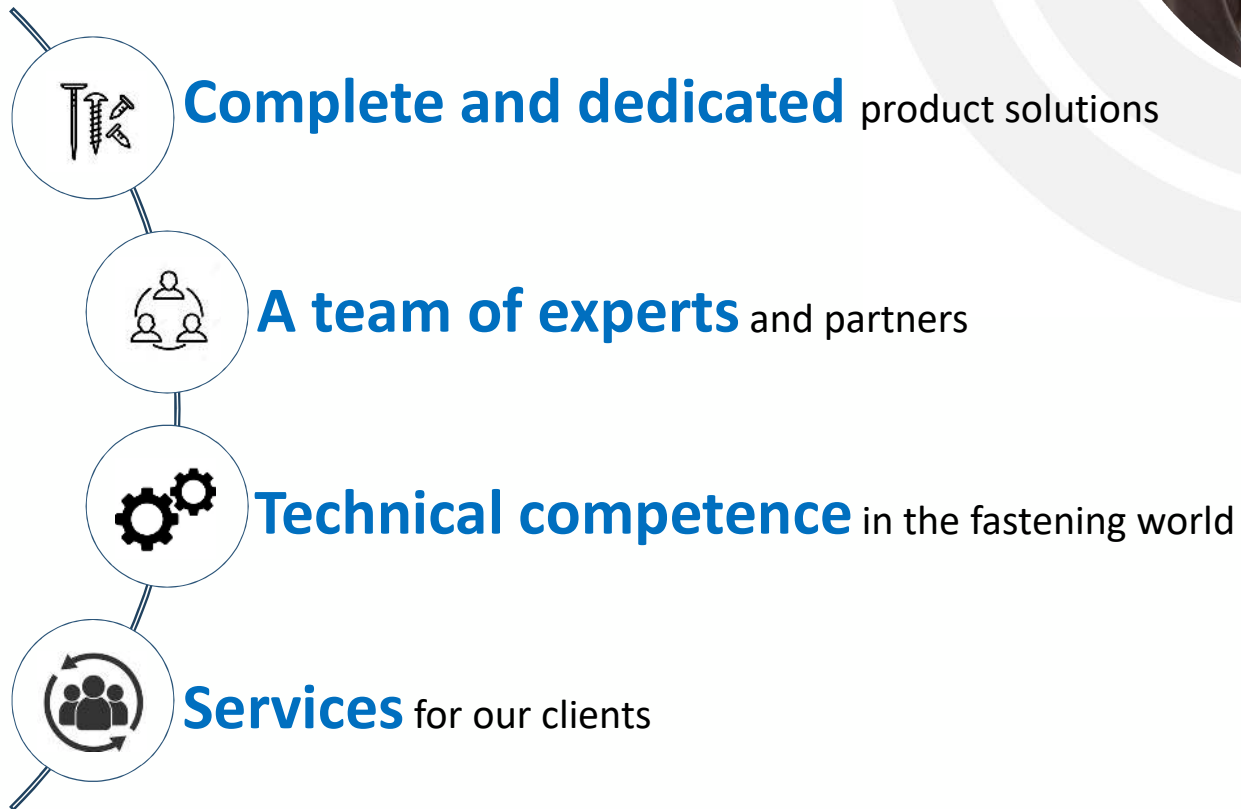 Complete and dedicated product solutions
A team of experts and partners
Technical competence in the fastening world
Services for our clients